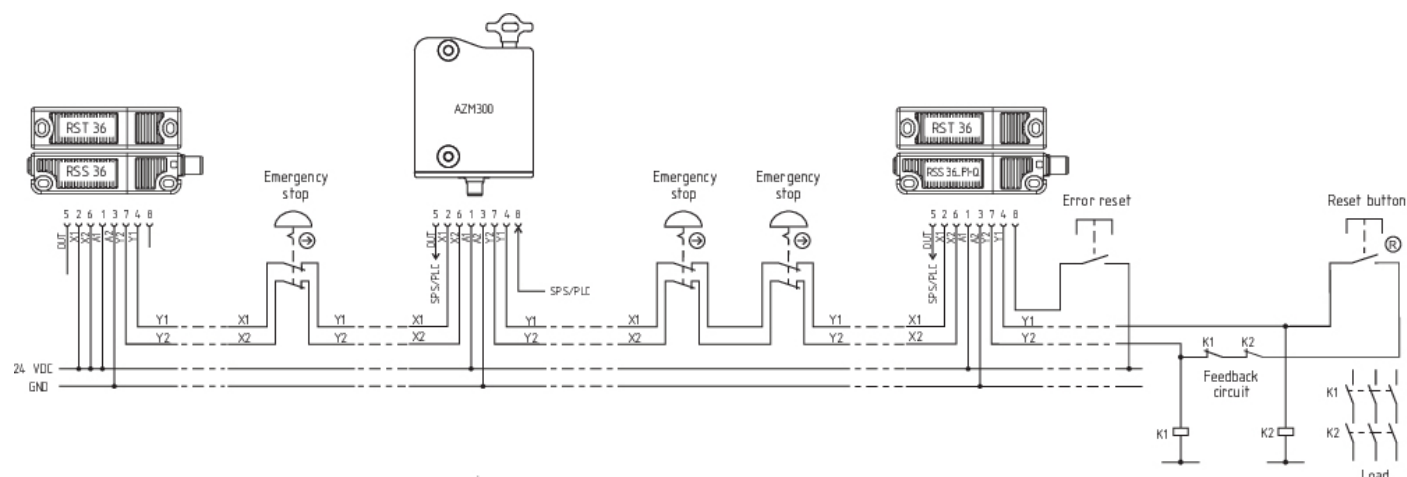 AZM300
RST 36
RSS 36
RST 36
RSS 36_PI-Q
Emergency
stop
Emergency
stop
Emergency
stop
Error reset
Reset button
R
5 2 6 1 3 7 4 8
OUT X1 X2 A1 A2 Y2 Y1
5 2 6 1 3 7 4 8
OUT X1 X2 A1 A2 Y2 Y1
SPS/PLC
SPS/PLC
5 2 6 1 3 7 4 8
OUT X1 X2 A1 A2 Y2 Y1
SPS/PLC
Y1 X1 Y1 X1 Y1 X1 Y1 X1 Y1
Y2 X2 Y2 X2 Y2 X2 Y2 X2 Y2
24 VDC
GND
K1 K2
Feedback
circuit
K1
K2
K1
K2
Load